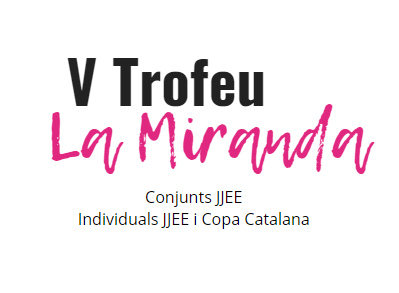 V Trofeu
La Miranda
Conjunts JJEE
Individuals JJEE i Copa Catalana